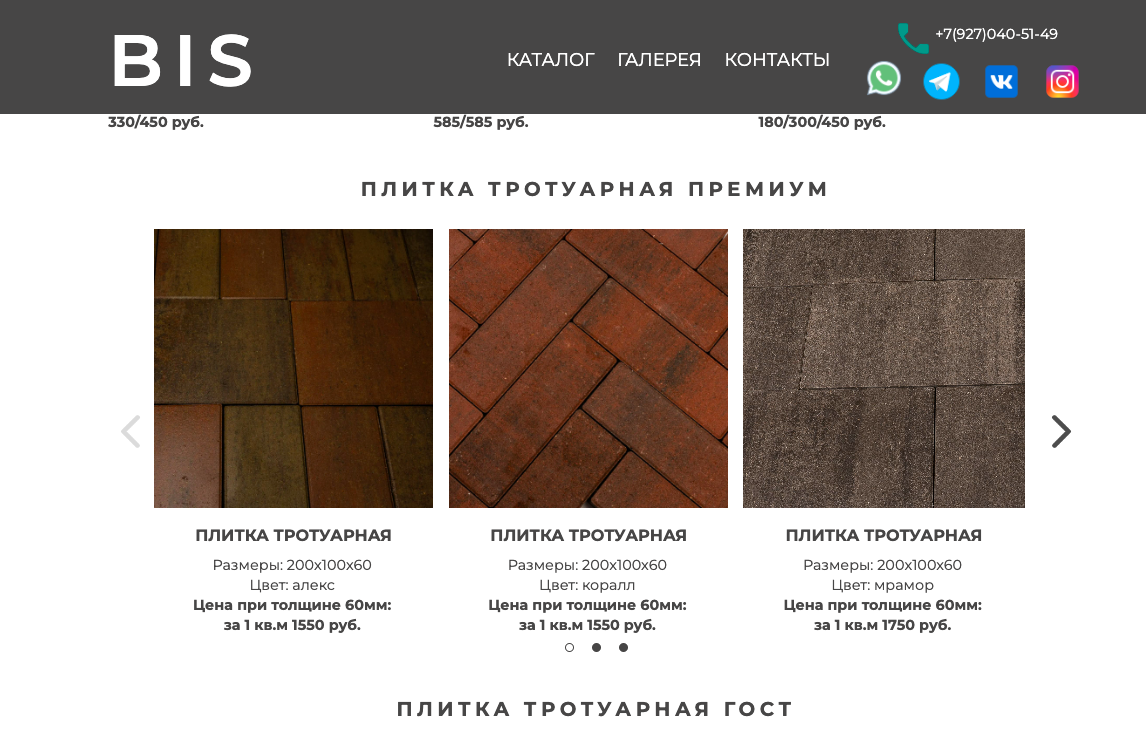 BIS
КАТАЛОГ ГАЛЕРЕЯ КОНТАКТЫ
+7(927)040-51-49
330/450 руб.
585/585 руб.
180/300/450 руб.
ПЛИТКА ТРОТУАРНАЯ ПРЕМИУМ
ПЛИТКА ТРОТУАРНАЯ
Размеры: 200х100х60
Цвет: алекс
Цена при толщине 60мм:
за 1 кв.м 1550 руб.
ПЛИТКА ТРОТУАРНАЯ
Размеры: 200х100х60
Цвет: коралл
Цена при толщине 60мм:
за 1 кв.м 1550 руб.
ПЛИТКА ТРОТУАРНАЯ
Размеры: 200х100х60
Цвет: мрамор
Цена при толщине 60мм:
за 1 кв.м 1750 руб.
ПЛИТКА ТРОТУАРНАЯ ГОСТ